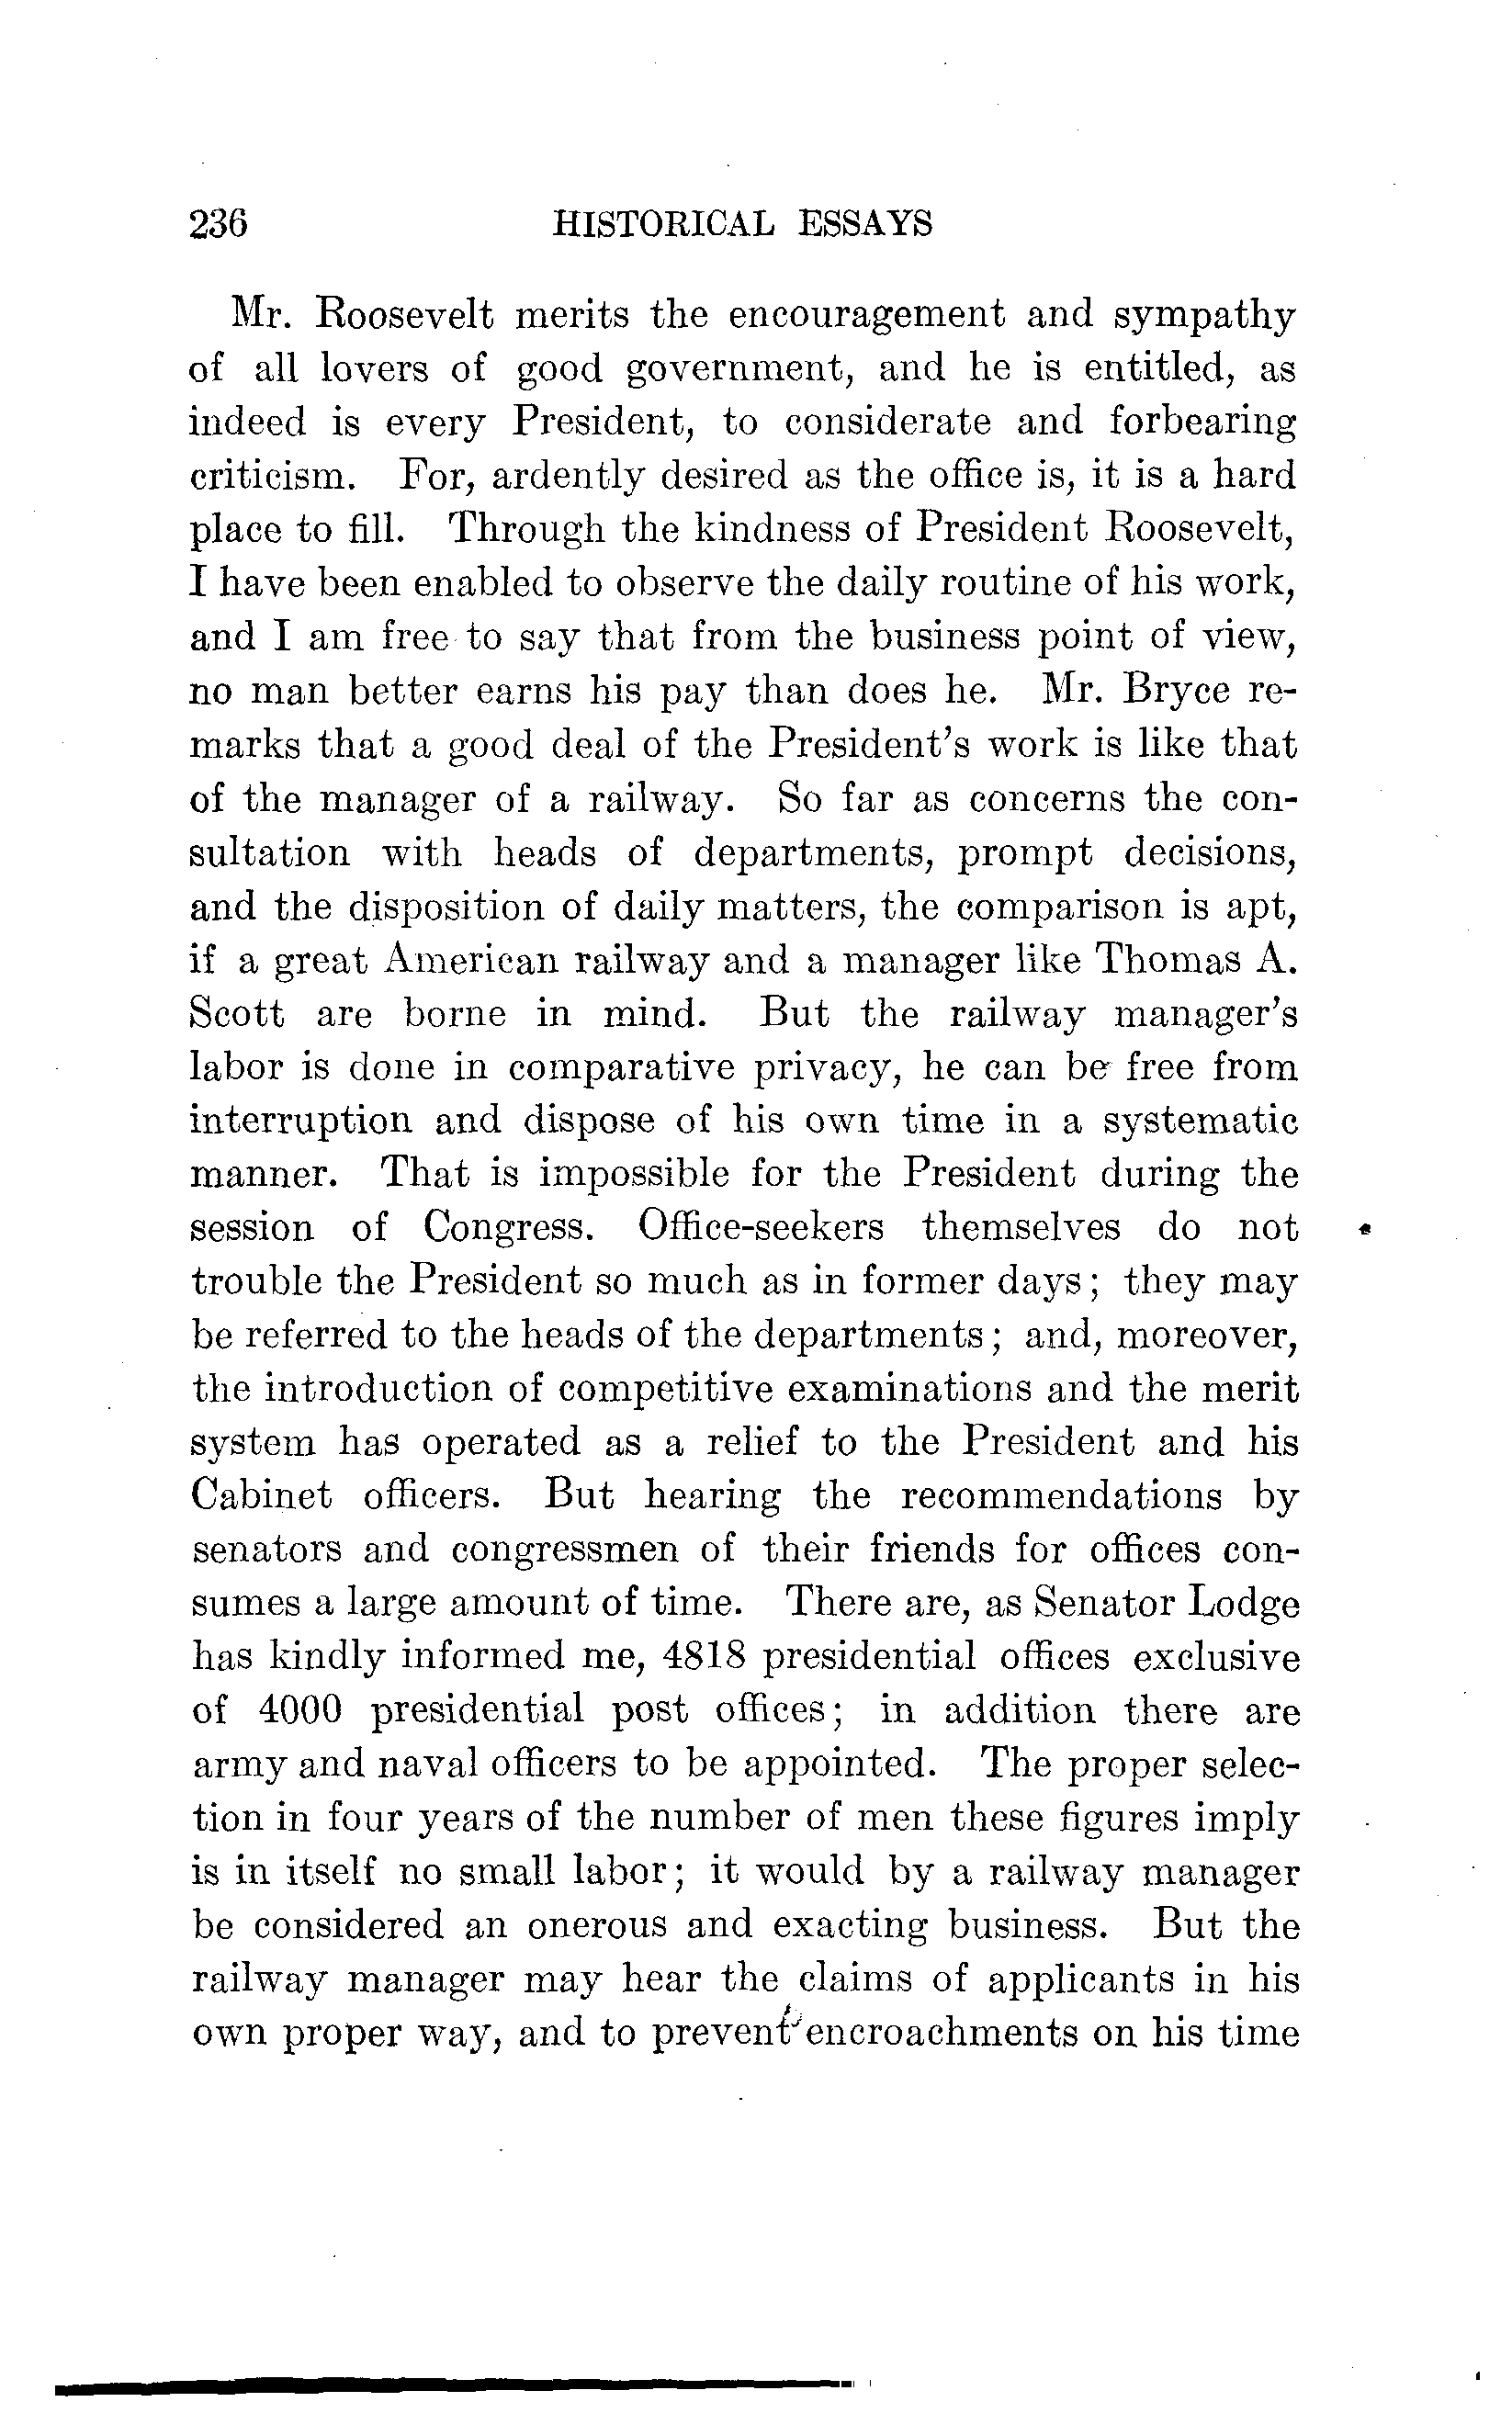 236 HISTORICAL ESSAYS
Mr. Roosevelt merits the encouragement and sympathy
of all lovers of good government, and he is entitled, as
indeed is every President, to considerate and forbearing
criticism. For, ardently desired as the office is, it is a hard
place to fill. Through the kindness of President Roosevelt,
I have been enabled to observe the daily routine of his work,
and I am free to say that from the business point of view,
no man better earns his pay than does he. Mr. Bryce re-
marks that a good deal of the President's work is like that
of the manager of a railway. So far as concerns the con-
sultation with heads of departments, prompt decisions,
and the disposition of daily matters, the comparison is apt,
if a great American railway and a manager like Thomas A.
Scott are borne in mind. But the railway manager's
labor is done in comparative privacy, he can be free from
interruption and dispose of his own time in a systematic
manner. That is impossible for the President during the
session of Congress. Office-seekers themselves do not
trouble the President so much as in former days; they may
be referred to the heads of the departments; and, moreover,
the introduction of competitive examinations and the merit
system has operated as a relief to the President and his
Cabinet officers. But hearing the recommendations by
senators and congressmen of their friends for offices con-
sumes a large amount of time. There are, as Senator Lodge
has kindly informed me, 4818 presidential offices exclusive
of 4000 presidential post offices; in addition there are
army and naval officers to be appointed. The proper selec-
tion in four years of the number of men these figures imply
is in itself no small labor; it would by a railway manager
be considered an onerous and exacting business. But the
railway manager may hear the claims of applicants in his
own proper way, and to prevent encroachments on his time